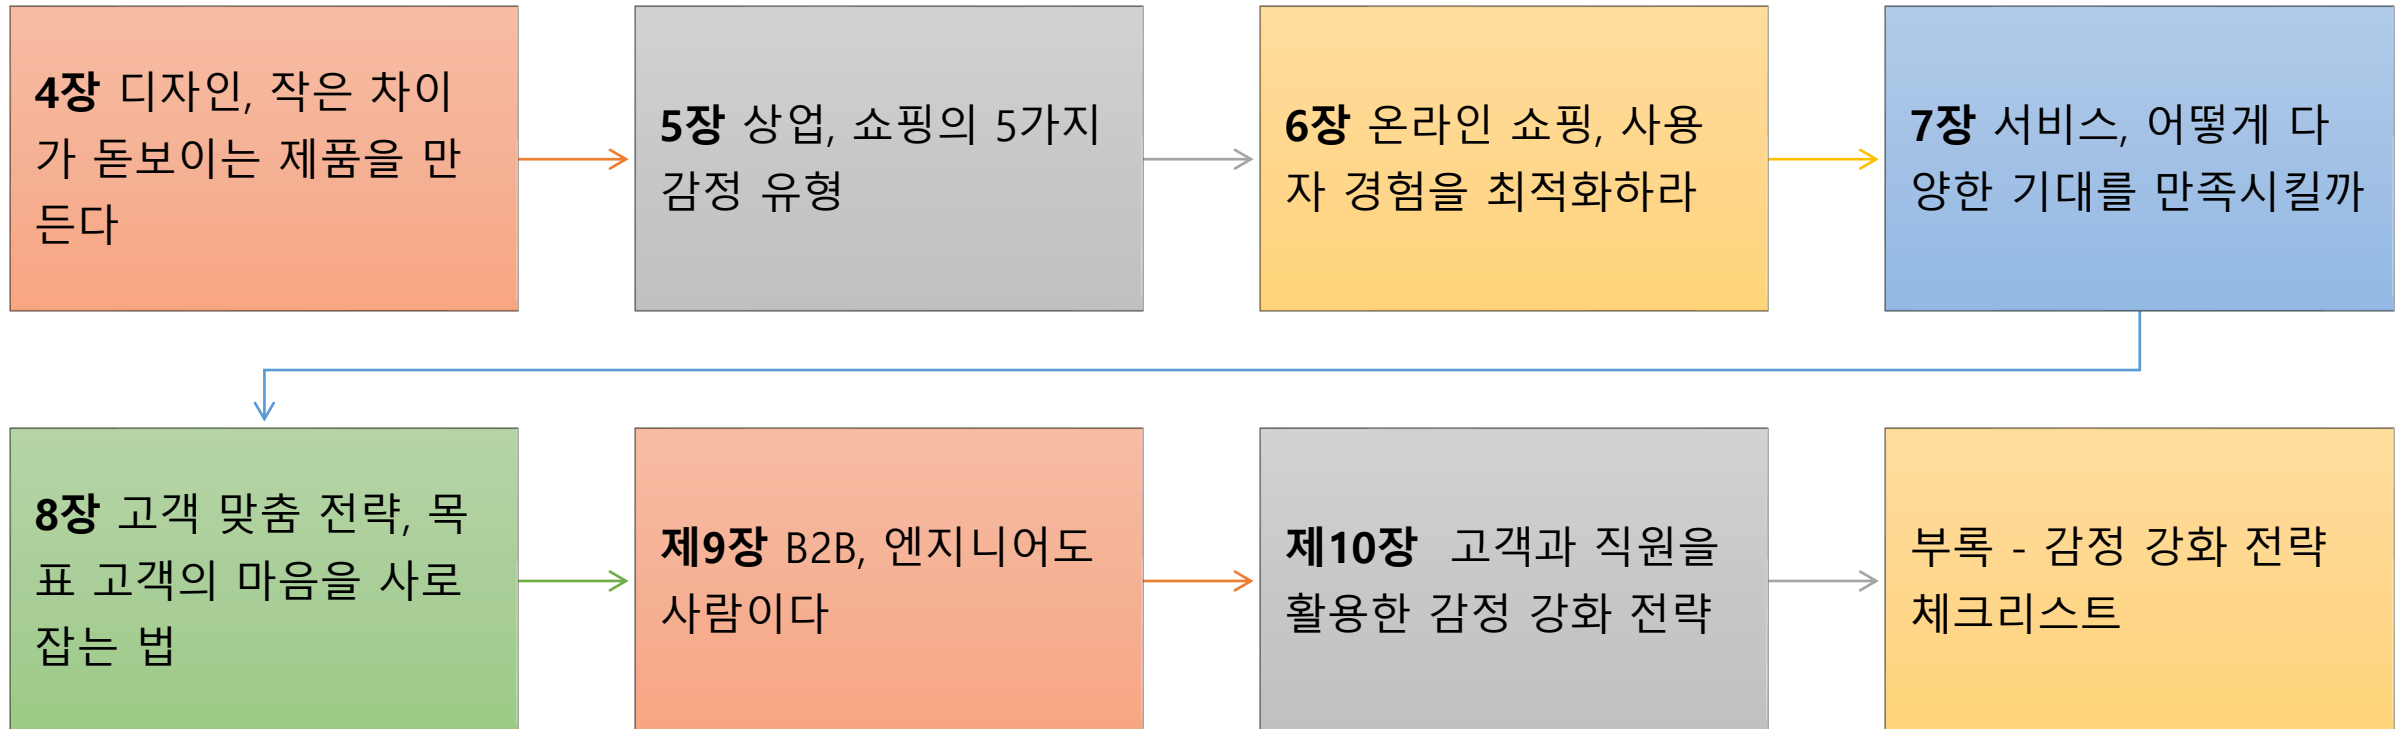 4장 디자인, 작은 차이
가 돋보이는 제품을 만
든다
5장 상업, 쇼핑의 5가지
감정 유형
6장 온라인 쇼핑, 사용
자 경험을 최적화하라
7장 서비스, 어떻게 다
양한 기대를 만족시킬까
8장 고객 맞춤 전략, 목
표 고객의 마음을 사로
잡는 법
제9장 B2B, 엔지니어도
사람이다
제10장  고객과 직원을
활용한 감정 강화 전략
부록 - 감정 강화 전략
체크리스트